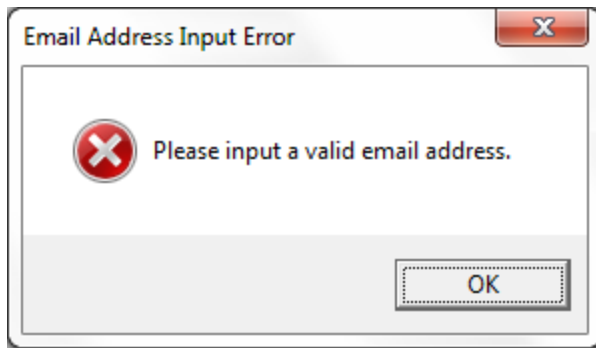 Email Address Input Error
Please input a valid email address.
OK